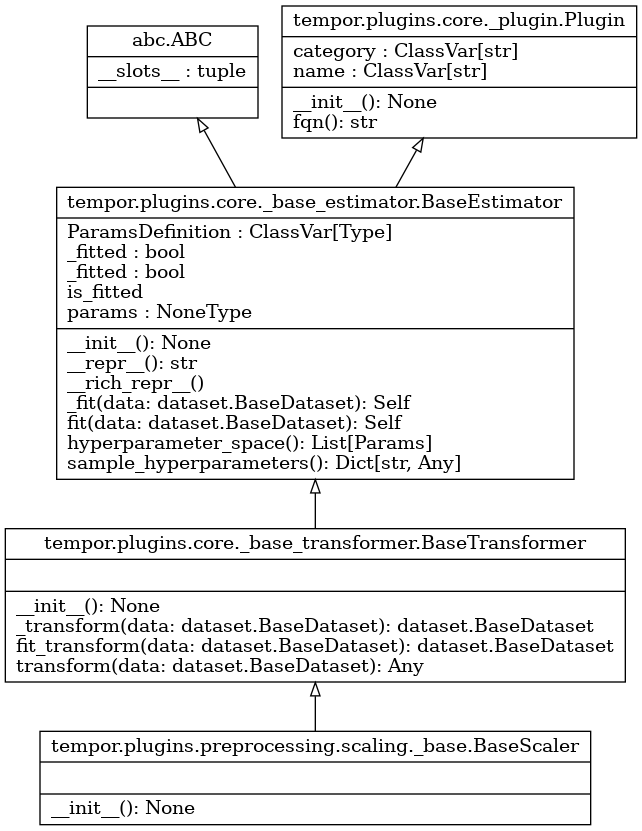 abc.ABC
__slots__ : tuple
tempor.plugins.core._plugin.Plugin
category : ClassVar[str]
name : ClassVar[str]
__init__(): None
fqn(): str
tempor.plugins.core._base_estimator.BaseEstimator
ParamsDefinition : ClassVar[Type]
_fitted : bool
_fitted : bool
is_fitted
params : NoneType
__init__(): None
__repr__(): str
__rich_repr__()
_fit(data: dataset.BaseDataset): Self
fit(data: dataset.BaseDataset): Self
hyperparameter_space(): List[Params]
sample_hyperparameters(): Dict[str, Any]
tempor.plugins.core._base_transformer.BaseTransformer
__init__(): None
_transform(data: dataset.BaseDataset): dataset.BaseDataset
fit_transform(data: dataset.BaseDataset): dataset.BaseDataset
transform(data: dataset.BaseDataset): Any
tempor.plugins.preprocessing.scaling._base.BaseScaler
__init__(): None